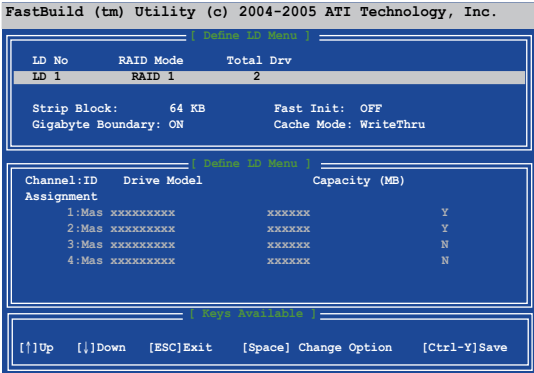 FastBuild (tm) Utility (c) 2004-2005 ATI Technology, Inc.
[ Define LD Menu ]
LD No RAID Mode Total Drv
LD 1 RAID 1 2
Strip Block: 64 KB Fast Init: OFF
Gigabyte Boundary: ON Cache Mode: WriteThru
[ Define LD Menu ]
Channel:ID Drive Model Capacity (MB)
Assignment
1:Mas xxxxxxxxx xxxxxx Y
2:Mas xxxxxxxxx xxxxxx Y
3:Mas xxxxxxxxx xxxxxx N
4:Mas xxxxxxxxx xxxxxx N
[ Keys Available ]
[↑]Up [↓]Down [ESC]Exit [Space] Change Option [Ctrl-Y]Save